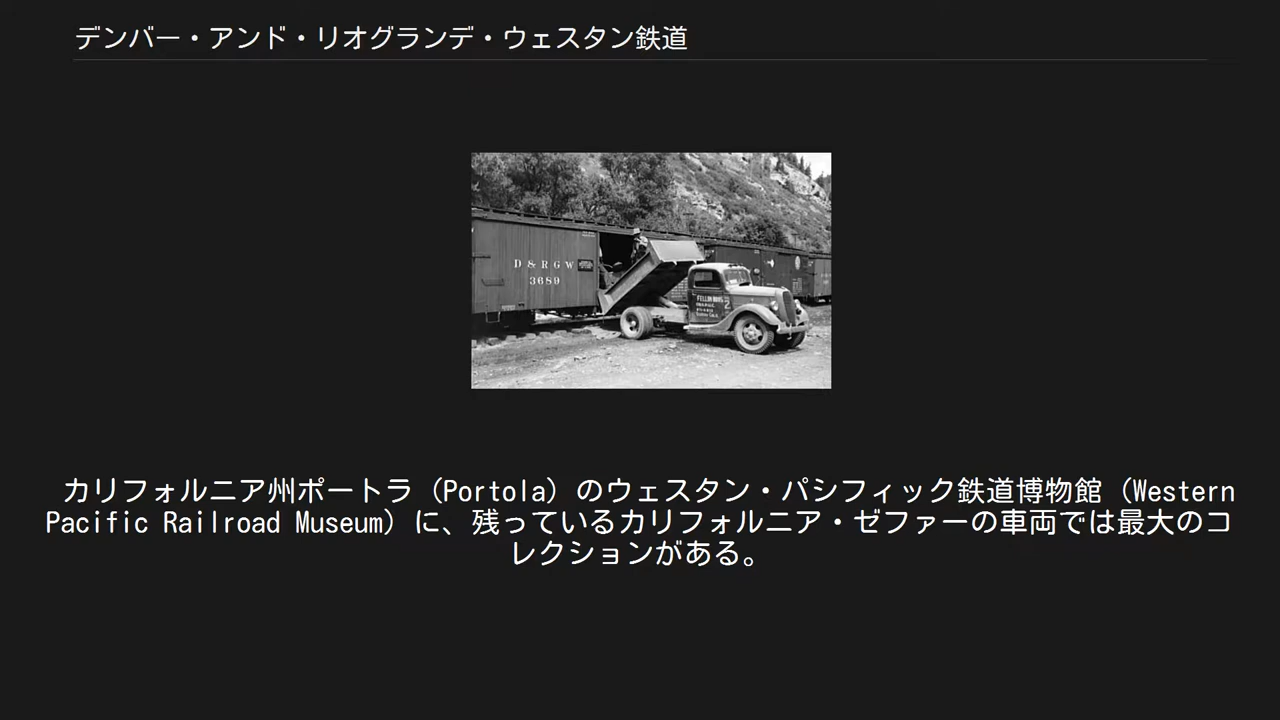 デンバー・アンド・リオグランデ・ウェスタン鉄道
D & R G W
3689
カリフォルニア州ポートラ（Portola）のウェスタン・パシフィック鉄道博物館（Western
Pacific Railroad Museum）に、残っているカリフォルニア・ゼファーの車両では最大のコ
レクションがある。